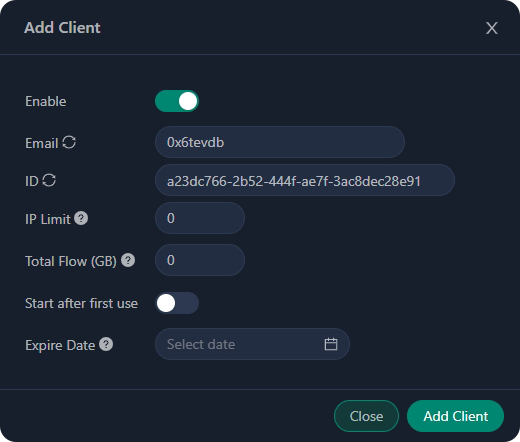 Add Client
Enable
Email 0x6tevdb
ID a23dc766-2b52-444f-ae7f-3ac8dec28e91
IP Limit ? 0
Total Flow (GB) ? 0
Start after first use
Expire Date ? Select date
Close Add Client